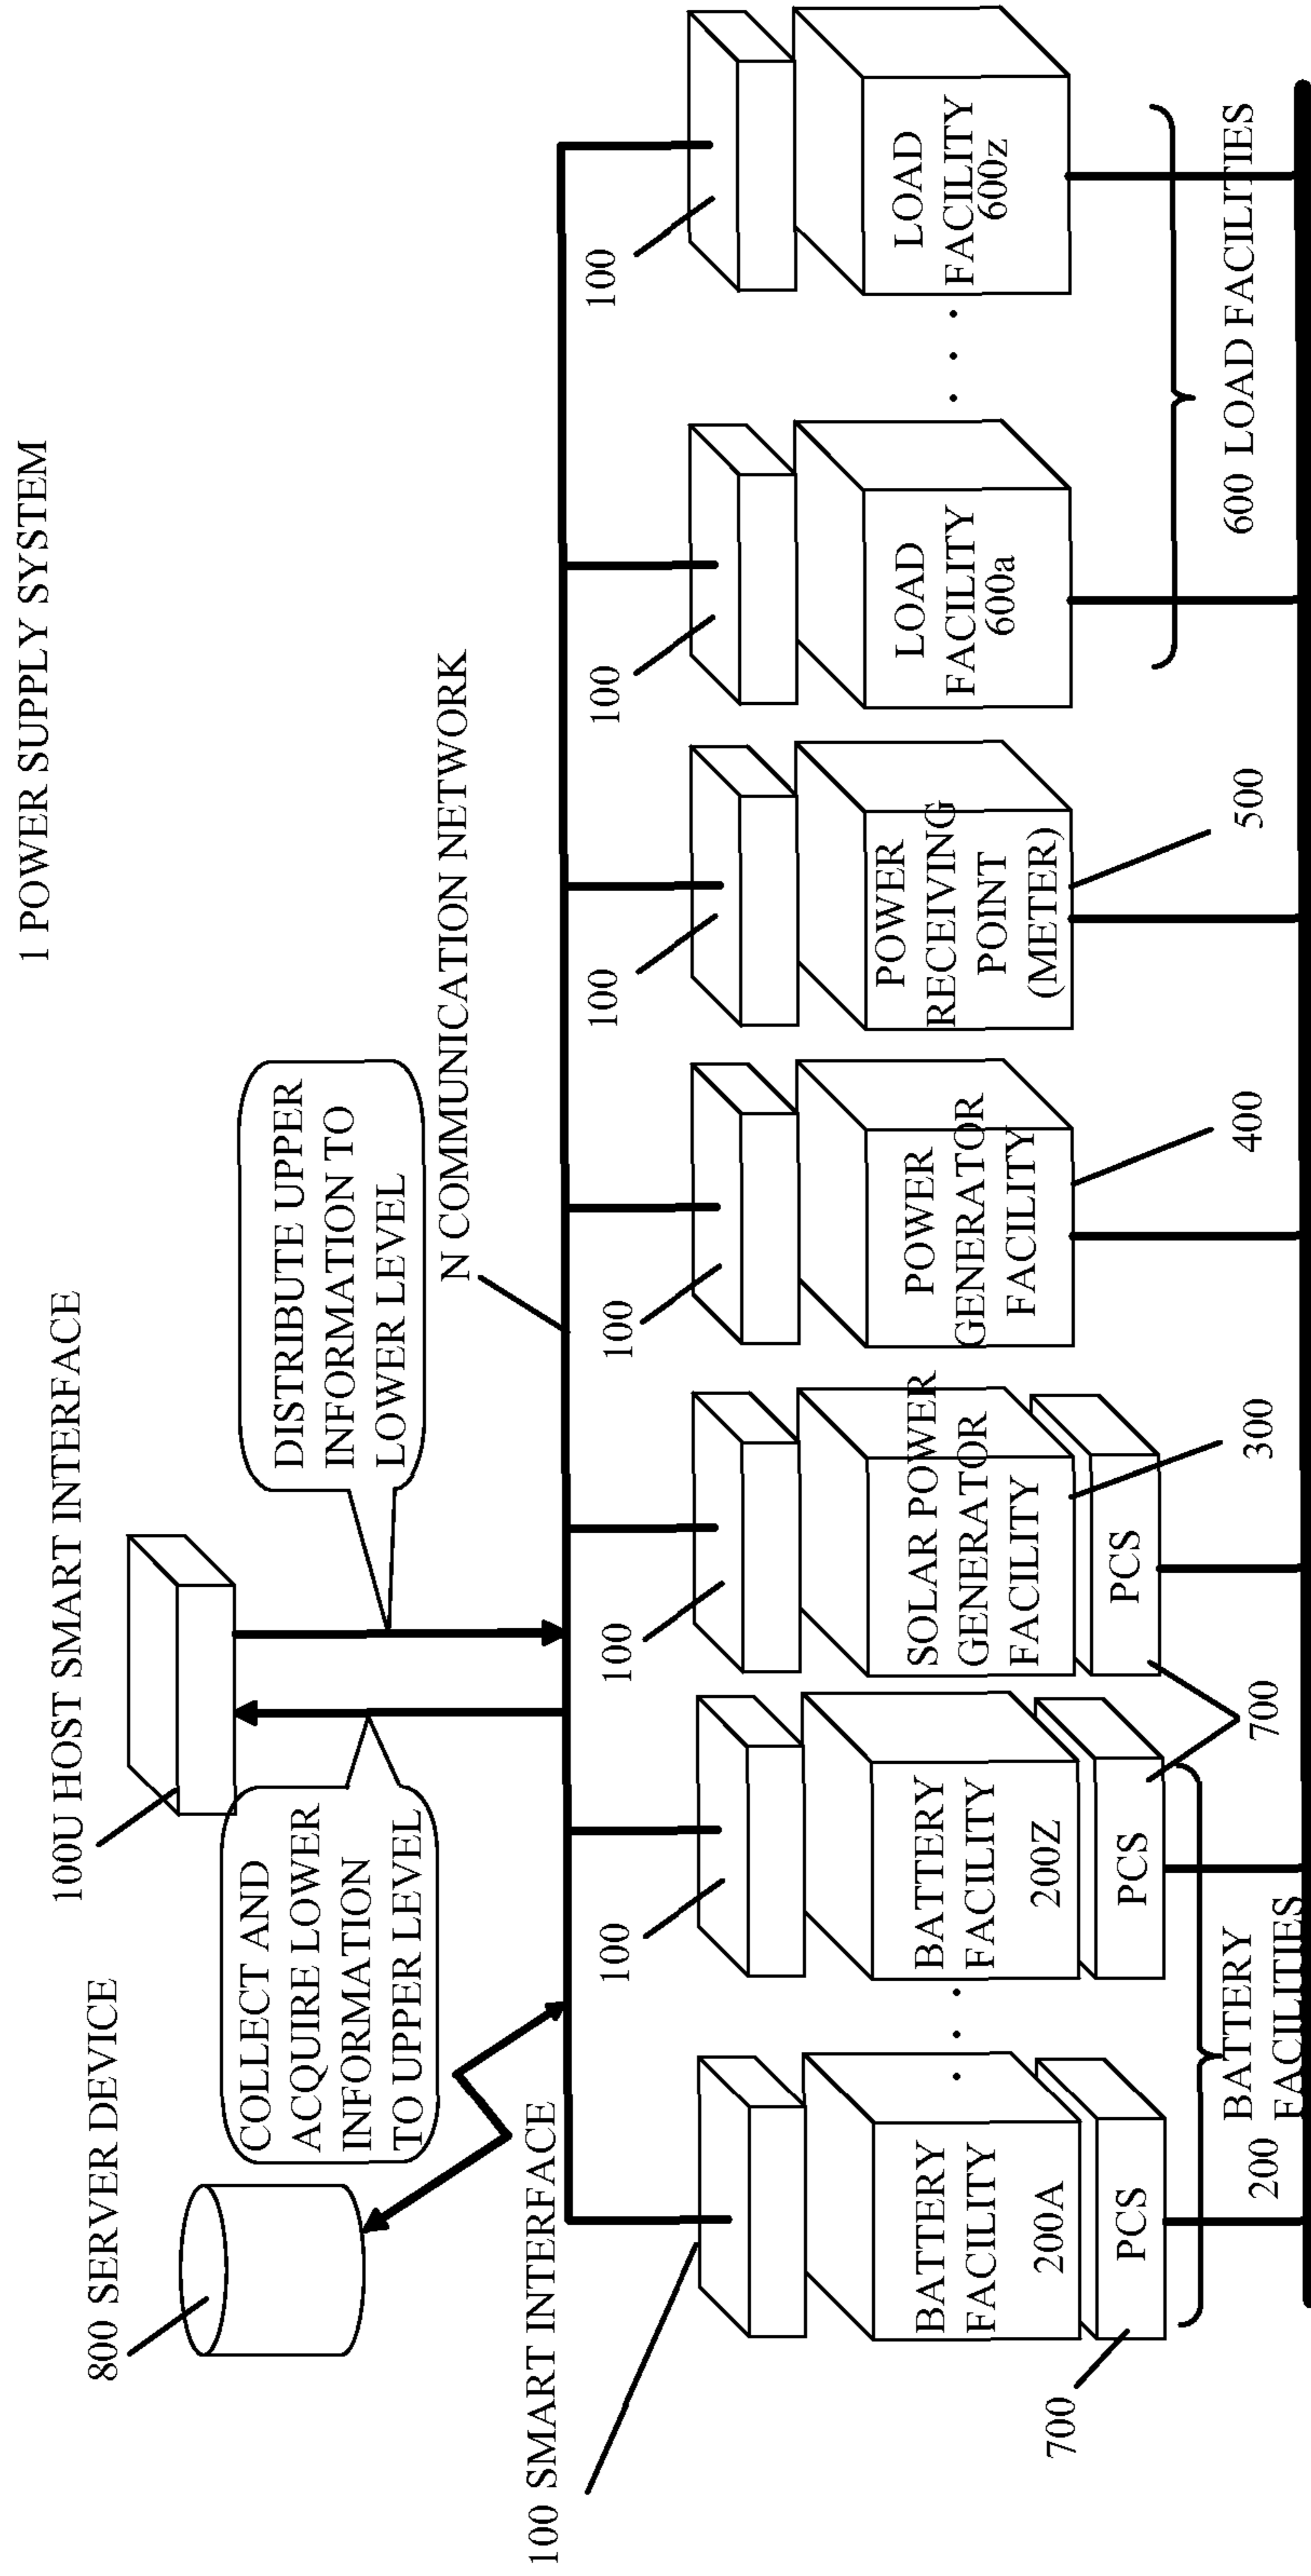 1 POWER SUPPLY SYSTEM
800 SERVER DEVICE
100U HOST SMART INTERFACE
COLLECT AND
ACQUIRE LOWER
INFORMATION
TO UPPER LEVEL
DISTRIBUTE UPPER
INFORMATION TO
LOWER LEVEL
N COMMUNICATION NETWORK
100 SMART INTERFACE
100
100
100
100
100
100
BATTERY
FACILITY
200A
BATTERY
FACILITY
200Z
SOLAR POWER
GENERATOR
FACILITY
POWER
GENERATOR
FACILITY
POWER
RECEIVING
POINT
(METER)
LOAD
FACILITY
600a
LOAD
FACILITY
600z
PCS
PCS
PCS
700
700
300
400
500
200 BATTERY
FACILITIES
600 LOAD FACILITIES